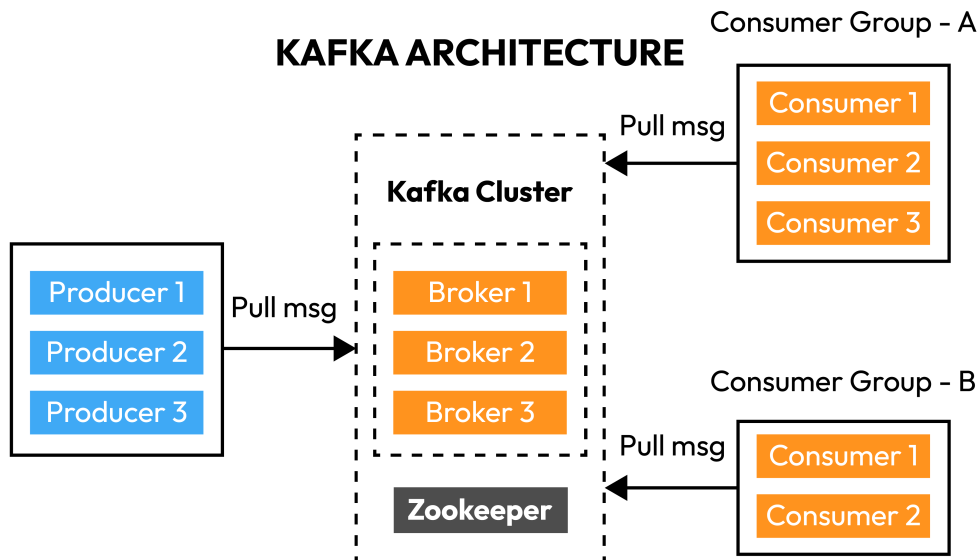 KAFKA ARCHITECTURE
Producer 1
Producer 2
Producer 3
Pull msg
Kafka Cluster
Broker 1
Broker 2
Broker 3
Zookeeper
Consumer Group - A
Pull msg
Consumer 1
Consumer 2
Consumer 3
Consumer Group - B
Pull msg
Consumer 1
Consumer 2